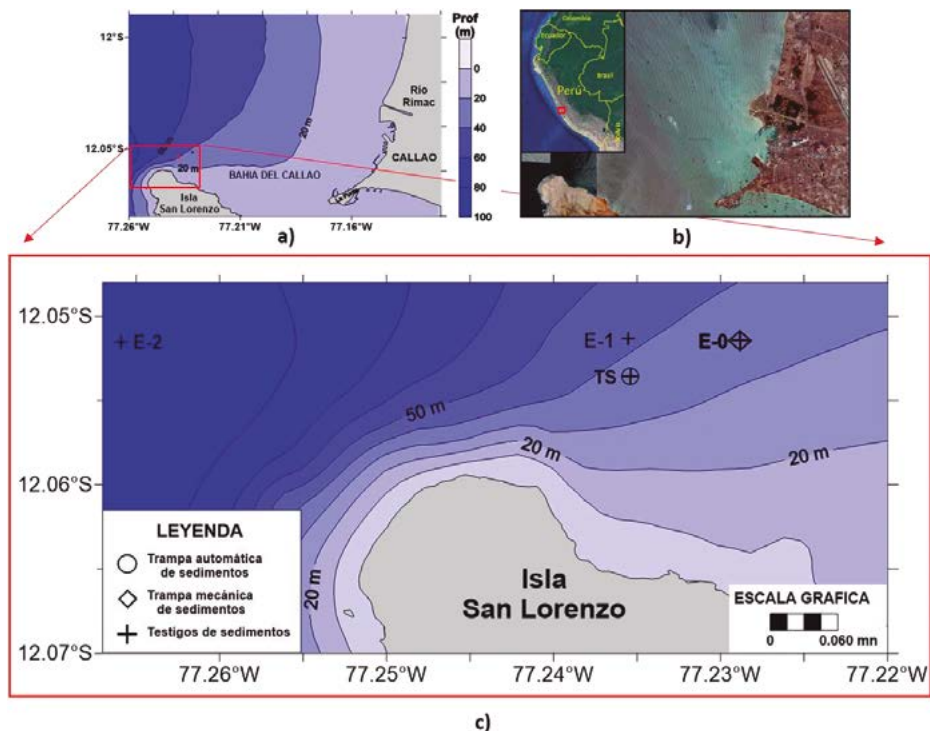 Prof
(m)
0
20
40
60
80
100
12°S
12.05°S
77.26°W
77.21°W
77.16°W
20 m
20 m
Río
Rimac
CALLAO
BAHIA DEL CALLAO
Isla
San Lorenzo
a)
Colombia
Ecuador
Brasil
Perú
b)
12.05°S
12.06°S
12.07°S
E-2
E-1
E-0
TS
50 m
20 m
20 m
20 m
Isla
San Lorenzo
LEYENDA
Trampa automática
de sedimentos
Trampa mecánica
de sedimentos
Testigos de sedimentos
ESCALA GRAFICA
0 0.060 mn
77.26°W
77.25°W
77.24°W
77.23°W
77.22°W
c)